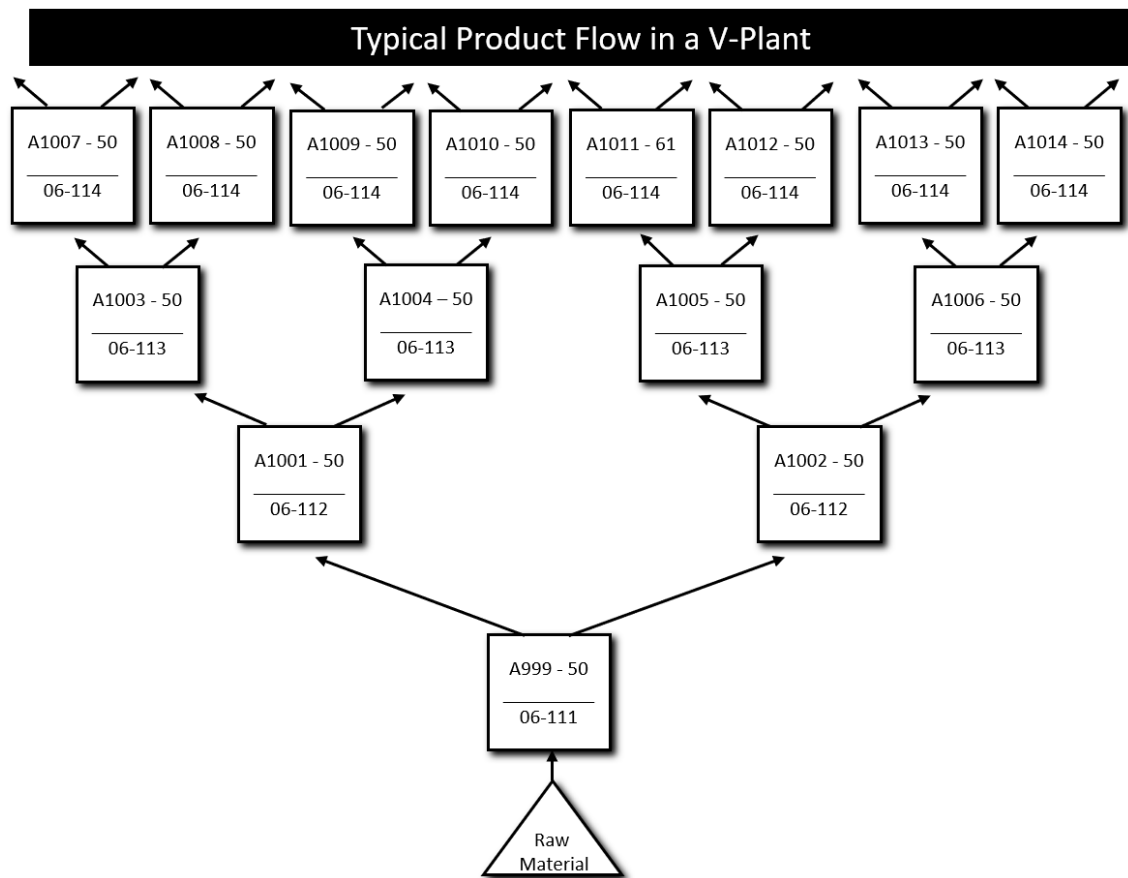 Typical Product Flow in a V-Plant
A1007 - 50
06-114
A1008 - 50
06-114
A1009 - 50
06-114
A1010 - 50
06-114
A1011 - 61
06-114
A1012 - 50
06-114
A1013 - 50
06-114
A1014 - 50
06-114
A1003 - 50
06-113
A1004 – 50
06-113
A1005 - 50
06-113
A1006 - 50
06-113
A1001 - 50
06-112
A1002 - 50
06-112
A999 - 50
06-111
Raw
Material